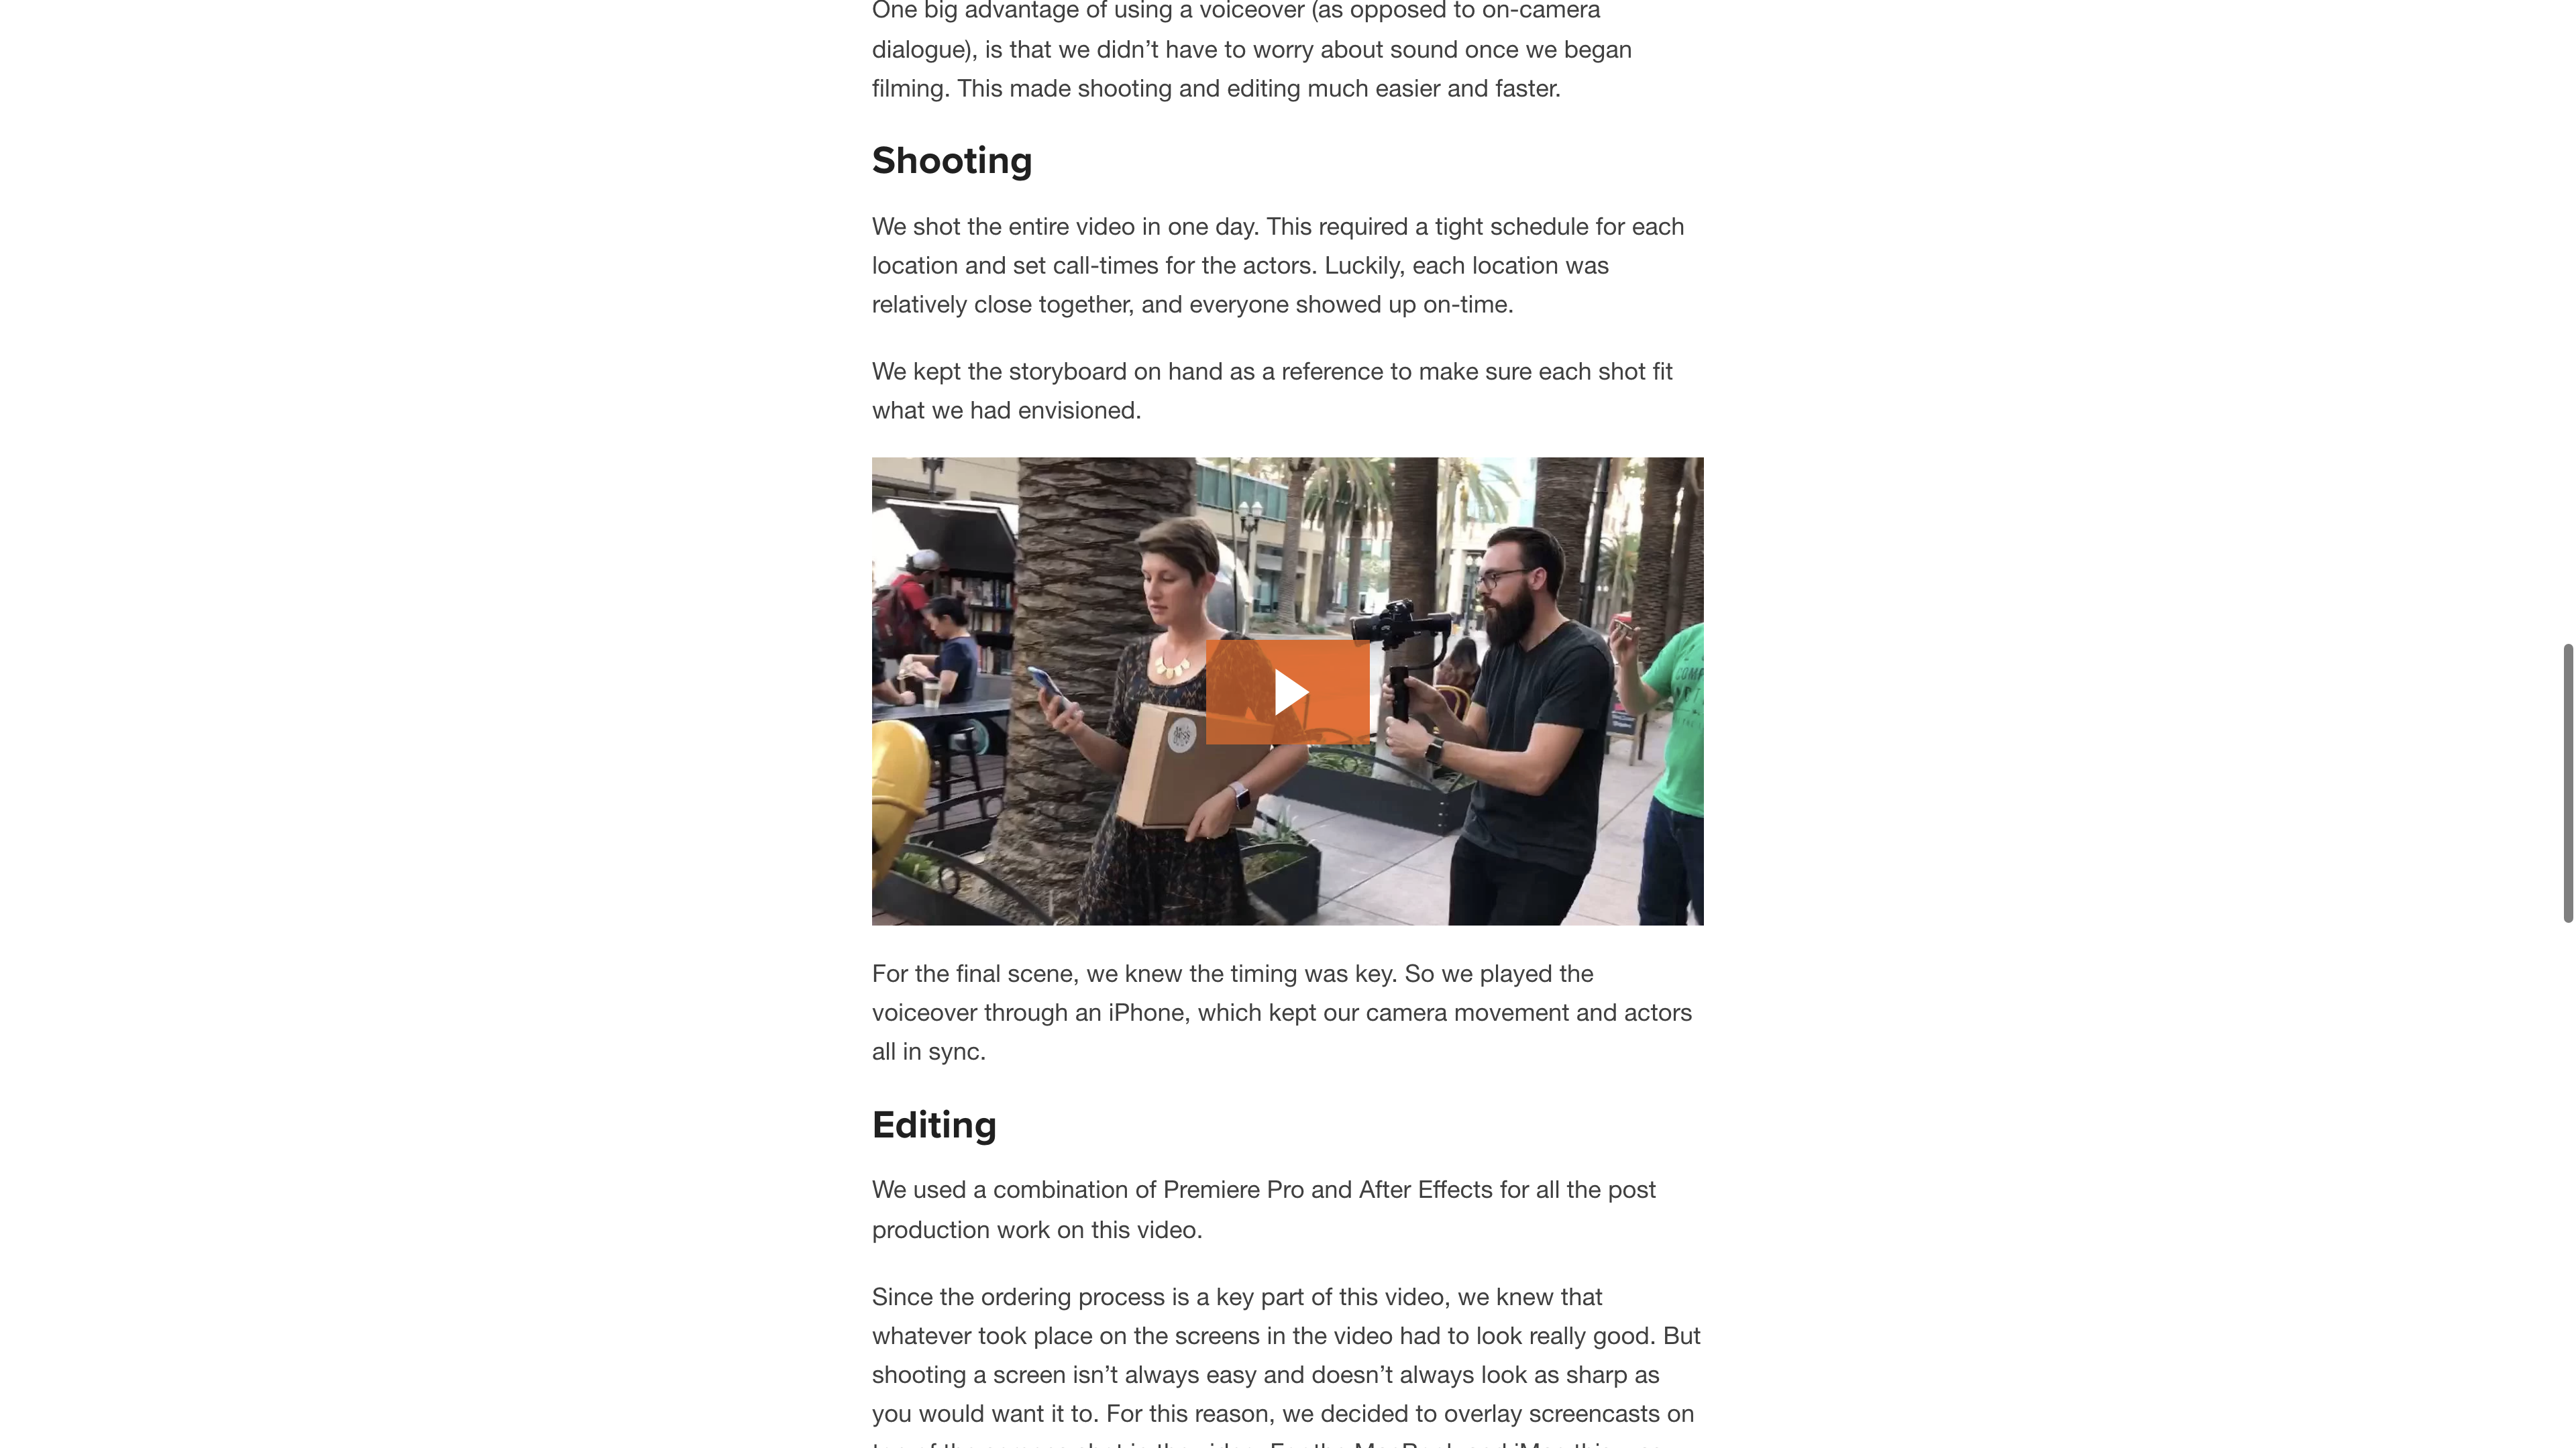 One big advantage of using a voiceover (as opposed to on-camera
dialogue), is that we didn’t have to worry about sound once we began
filming. This made shooting and editing much easier and faster.
Shooting
We shot the entire video in one day. This required a tight schedule for each
location and set call-times for the actors. Luckily, each location was
relatively close together, and everyone showed up on-time.
We kept the storyboard on hand as a reference to make sure each shot fit
what we had envisioned.
For the final scene, we knew the timing was key. So we played the
voiceover through an iPhone, which kept our camera movement and actors
all in sync.
Editing
We used a combination of Premiere Pro and After Effects for all the post
production work on this video.
Since the ordering process is a key part of this video, we knew that
whatever took place on the screens in the video had to look really good. But
shooting a screen isn’t always easy and doesn’t always look as sharp as
you would want it to. For this reason, we decided to overlay screencasts on